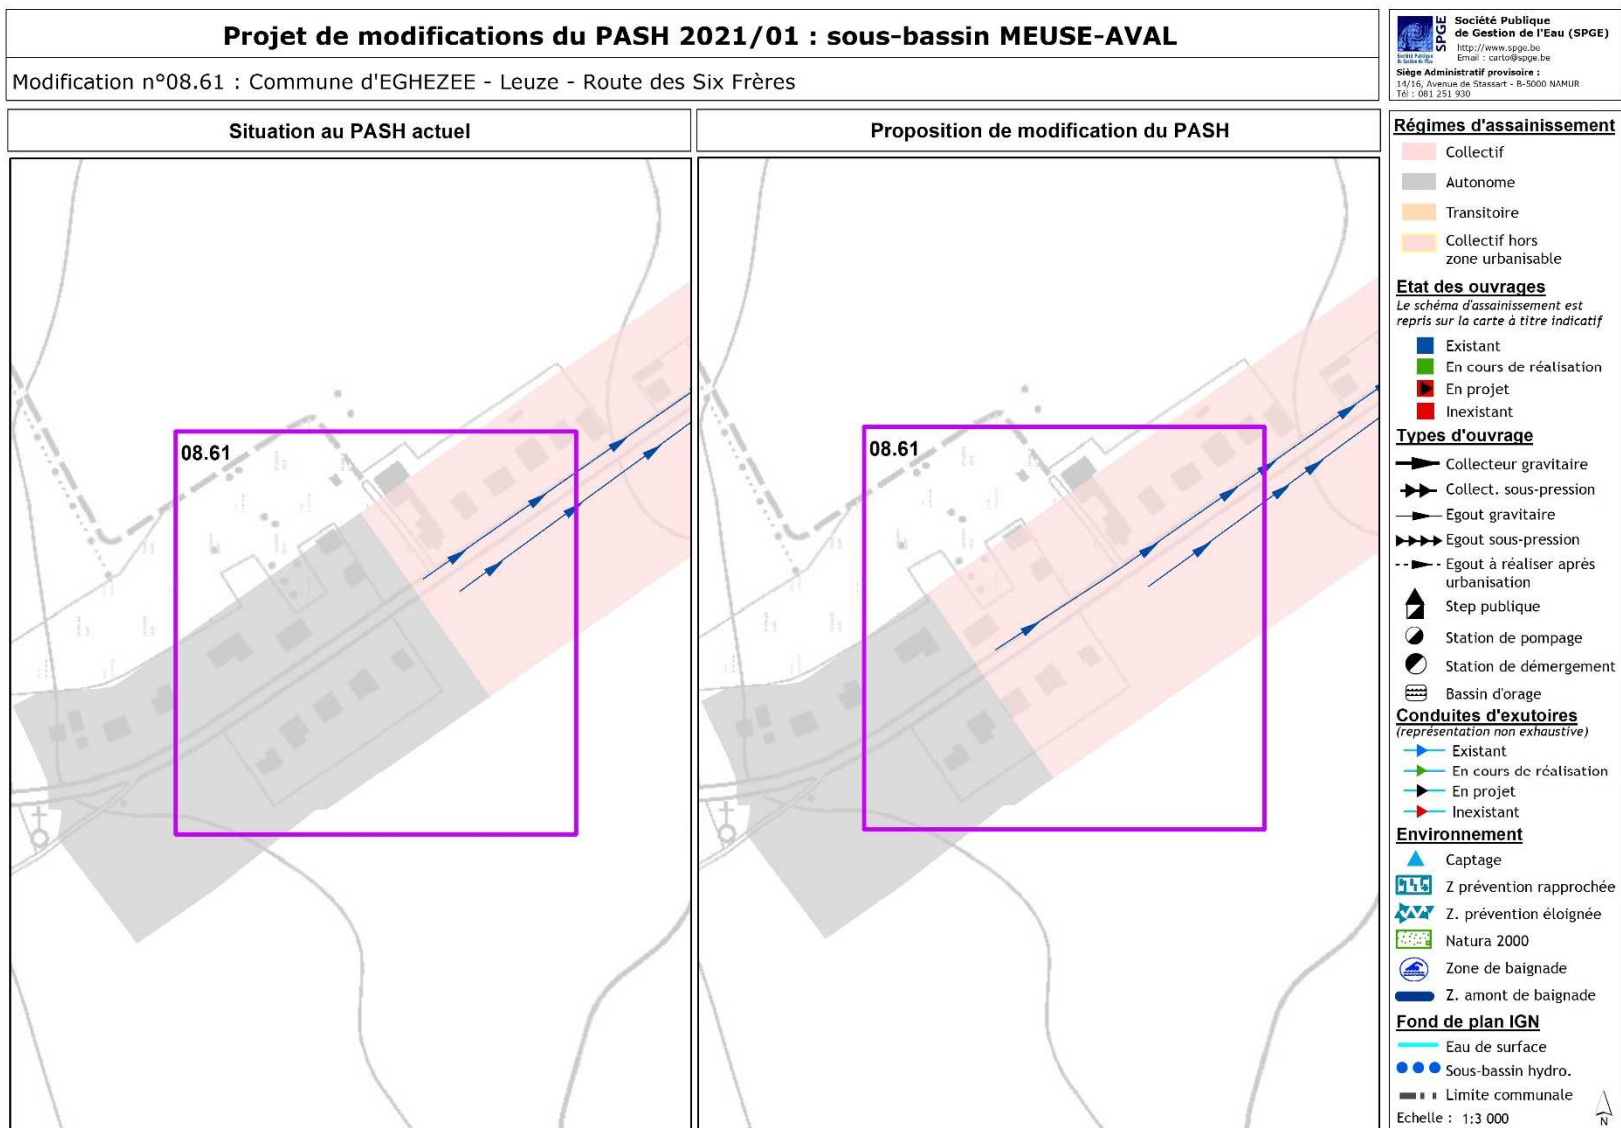 Projet de modifications du PASH 2021/01 : sous-bassin MEUSE-AVAL
Modification n°08.61 : Commune d'EGHEZEE - Leuze - Route des Six Frères
SPGE
Société Publique
de Gestion de l'Eau (SPGE)
http://www.spge.be
Email : carto@spge.be
Siège Administratif provisoire :
14/16, Avenue de Stassart - B-5000 NAMUR
Tél : 081 251 930
Situation au PASH actuel
Proposition de modification du PASH
08.61
08.61
Régimes d'assainissement
Collectif
Autonome
Transitoire
Collectif hors
zone urbanisable
Etat des ouvrages
Le schéma d'assainissement est
repris sur la carte à titre indicatif
Existant
En cours de réalisation
En projet
Inexistant
Types d'ouvrage
Collecteur gravitaire
Collect. sous-pression
Egout gravitaire
Egout sous-pression
Egout à réaliser après
urbanisation
Step publique
Station de pompage
Station de démergement
Bassin d'orage
Conduites d'exutoires
(représentation non exhaustive)
Existant
En cours de réalisation
En projet
Inexistant
Environnement
Captage
Z prévention rapprochée
Z. prévention éloignée
Natura 2000
Zone de baignade
Z. amont de baignade
Fond de plan IGN
Eau de surface
Sous-bassin hydro.
Limite communale
Echelle : 1:3 000
N